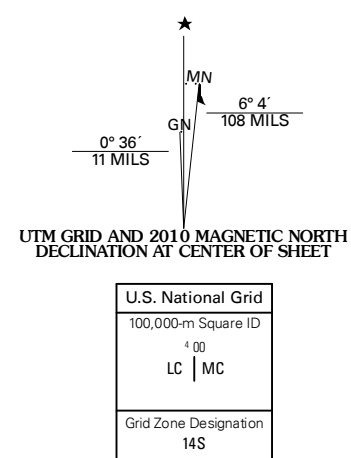 ★
MN
GN
6° 4´
108 MILS
0° 36´
11 MILS
UTM GRID AND 2010 MAGNETIC NORTH
DECLINATION AT CENTER OF SHEET
U.S. National Grid
100,000-m Square ID
4 00
LC | MC
Grid Zone Designation
14S